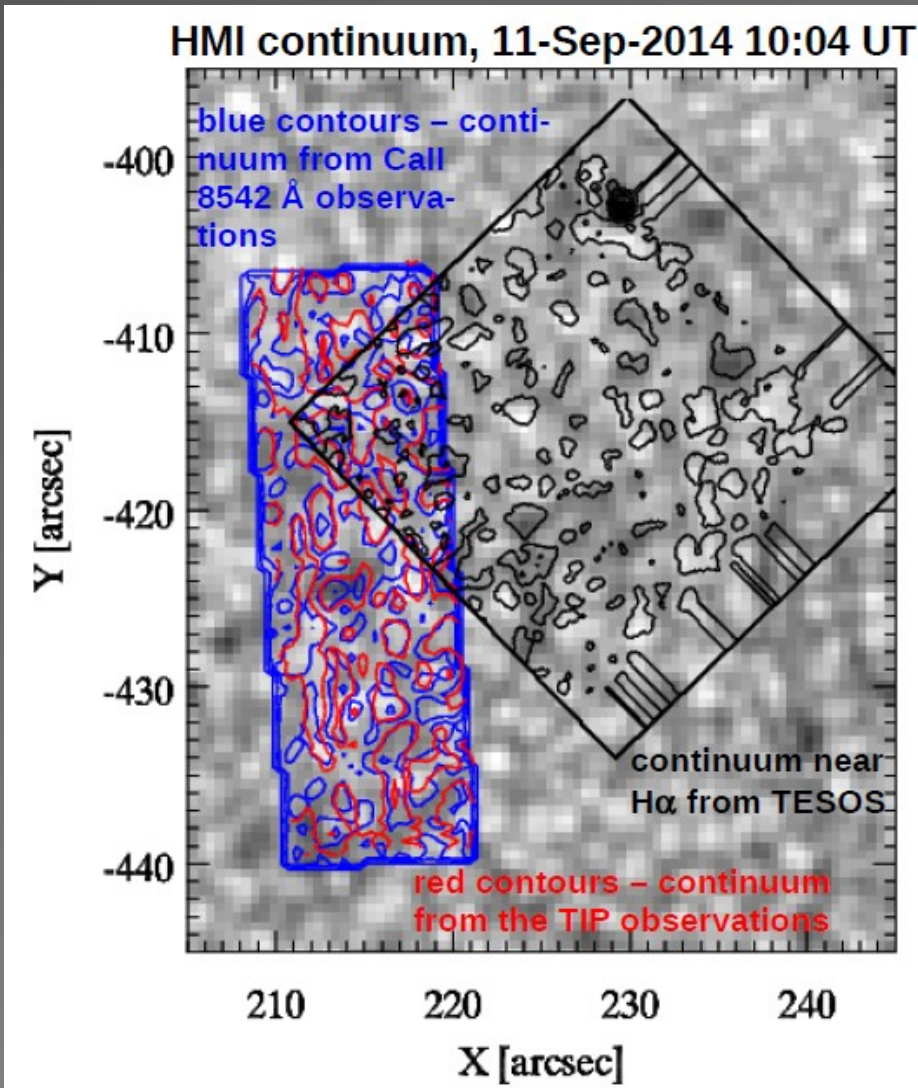 HMI continuum, 11-Sep-2014 10:04 UT
blue contours – conti-
nuum from CaII
8542 Å observa-
tions
-400
-410
-420
-430
-440
Y [arcsec]
continuum near
Hα from TESOS
red contours – continuum
from the TIP observations
210 220 230 240
X [arcsec]